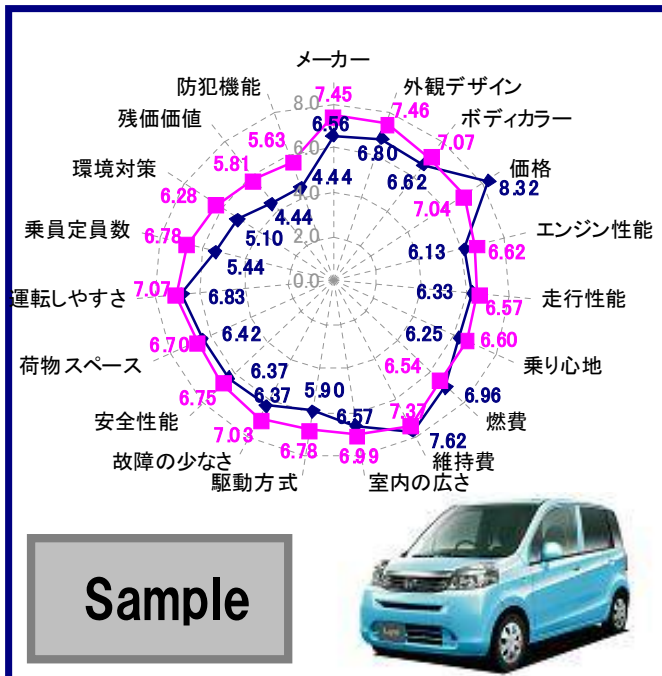 メーカー
外観デザイン
ボディカラー
価格
エンジン性能
走行性能
乗り心地
燃費
維持費
室内の広さ
駆動方式
故障の少なさ
安全性能
荷物スペース
運転しやすさ
乗員定員数
環境対策
残価価値
防犯機能
8.0
6.0
4.0
2.0
0.0
7.45
7.46
7.07
7.04
6.62
6.57
6.60
6.54
7.37
6.99
6.78
7.03
6.75
6.70
7.07
6.78
6.28
5.81
5.63
6.56
6.80
6.62
8.32
6.13
6.33
6.25
6.96
7.62
6.57
5.90
6.37
6.37
6.42
6.83
5.44
5.10
4.44
4.44
Sample